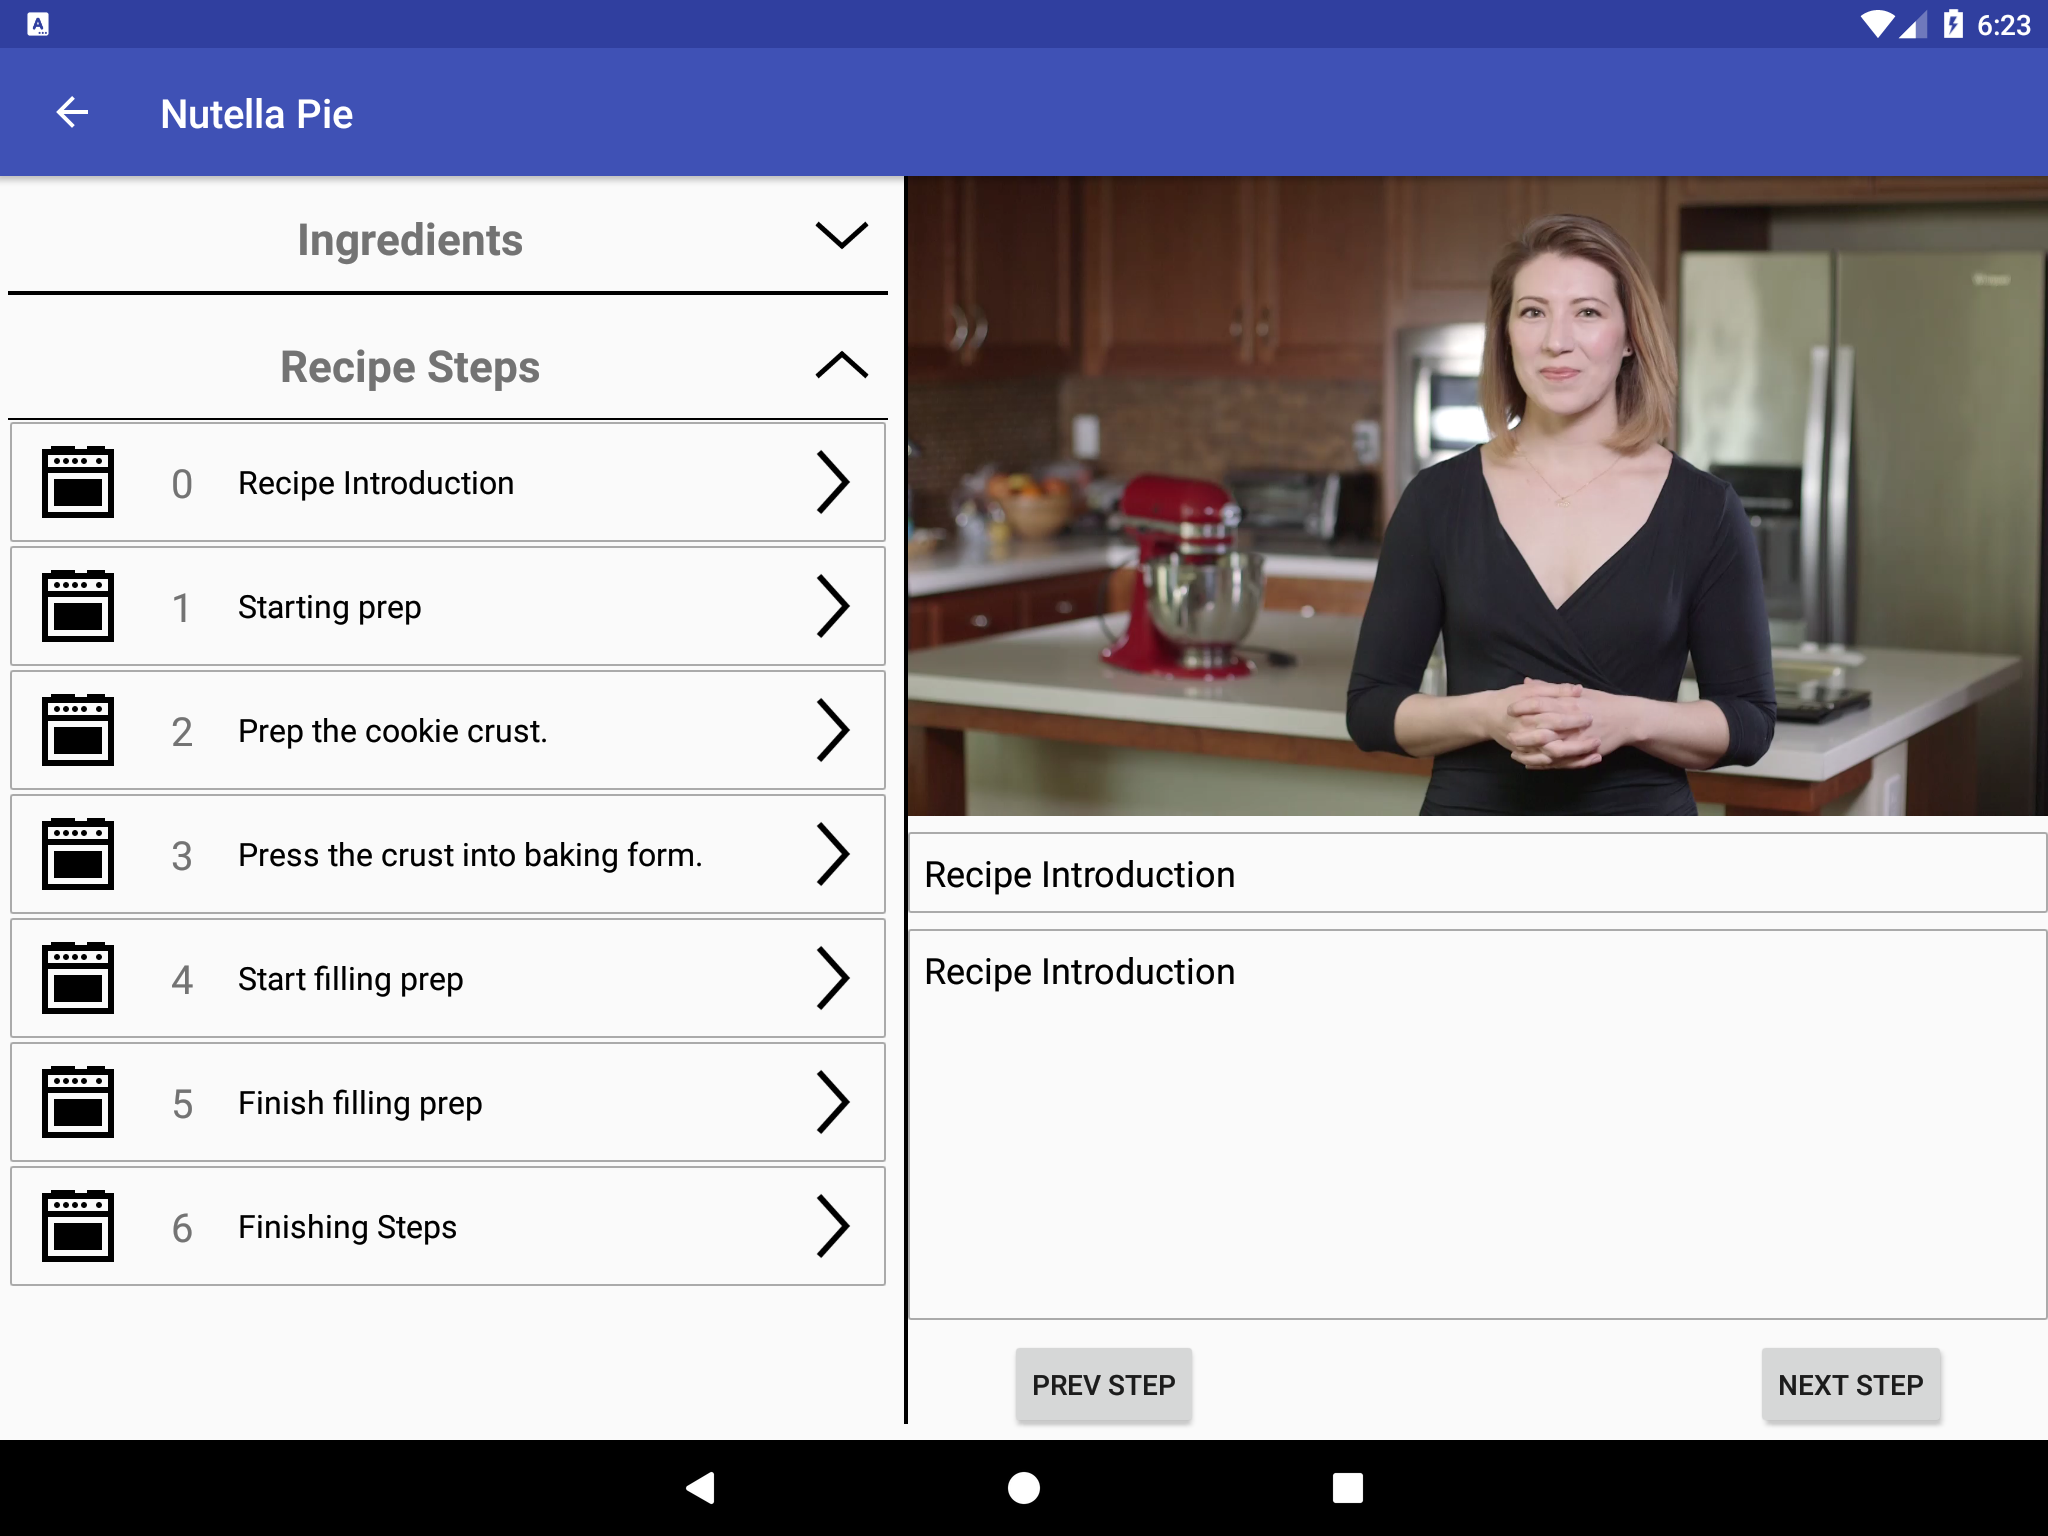 6:23
Nutella Pie
Ingredients
Recipe Steps
0 Recipe Introduction
1 Starting prep
2 Prep the cookie crust.
3 Press the crust into baking form.
4 Start filling prep
5 Finish filling prep
6 Finishing Steps
Recipe Introduction
Recipe Introduction
PREV STEP
NEXT STEP